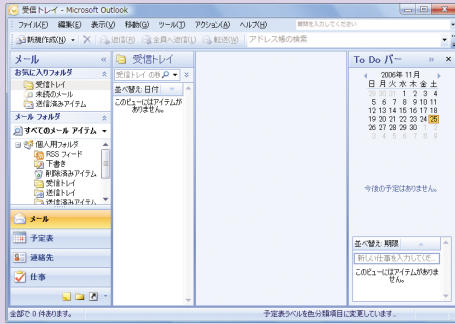 受信トレイ - Microsoft Outlook
ファイル(F) 編集(E) 表示(V) 移動(G) ツール(T) アクション(A) ヘルプ(H) 質問を入力してください
新規作成(N) 返信(R) 全員へ返信(L) 転送(W) アドレス帳の検索
メール «
お気に入りフォルダ
受信トレイ
未読のメール
送信済みアイテム
メール フォルダ
すべてのメール アイテム
個人用フォルダ
RSS フィード
下書き
削除済みアイテム
受信トレイ
送信トレイ
送信済みアイテム
メール
予定表
連絡先
仕事
受信トレイ
受信トレイ の検
並べ替え: 日付
このビューにはアイテムが
ありません。
To Do バー » ×
2006年 11月
日 月 火 水 木 金 土
29 30 31 1 2 3 4
5 6 7 8 9 10 11
12 13 14 15 16 17 18
19 20 21 22 23 24 25
26 27 28 29 30 1 2
3 4 5 6 7 8 9
今後の予定はありません。
並べ替え: 期限
新しい仕事を入力してくだ...
このビューにはアイテムがありま
せん。
全部で 0 件あります。 予定表ラベルを色分類項目に変更しています.